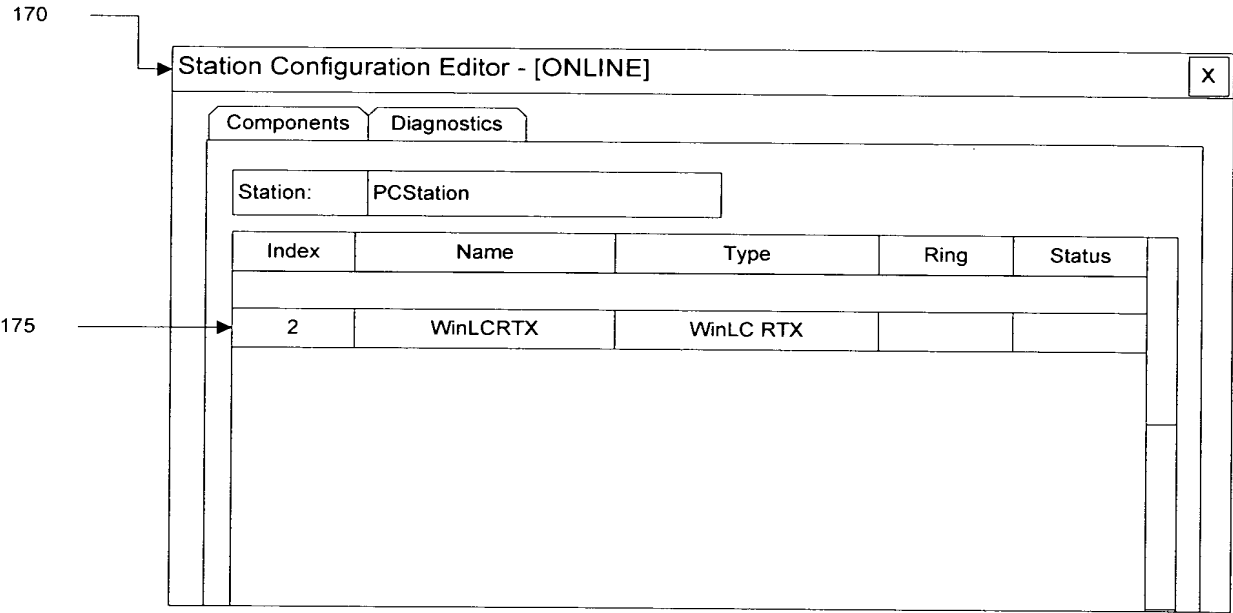 170
Station Configuration Editor - [ONLINE]
X
Components Diagnostics
Station: PCStation
Index Name Type Ring Status
175
2 WinLCRTX WinLC RTX